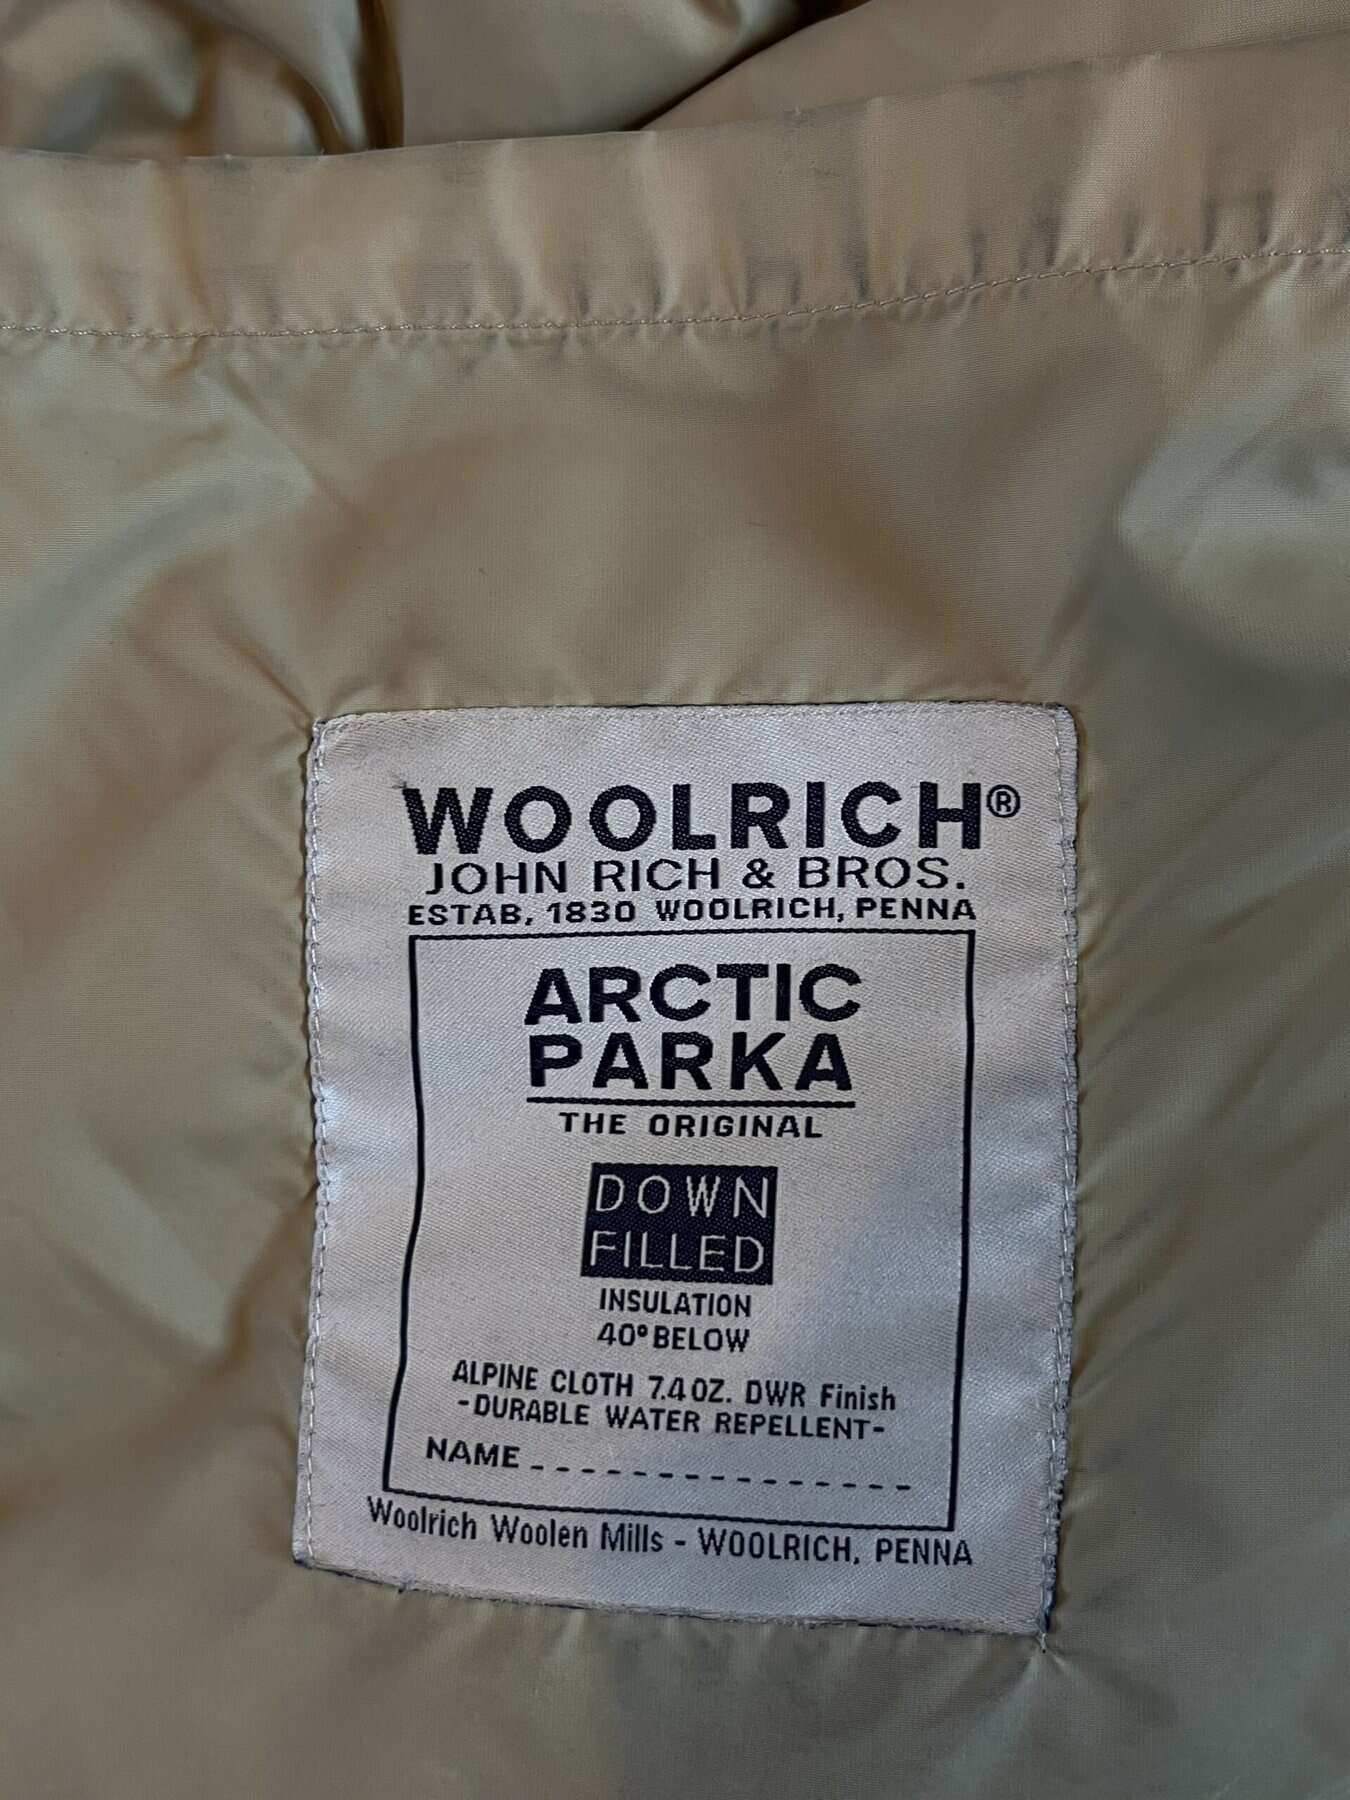 WOOLRICH®
JOHN RICH & BROS.
ESTAB. 1830 WOOLRICH, PENNA
ARCTIC
PARKA
THE ORIGINAL
DOWN
FILLED
INSULATION
40° BELOW
ALPINE CLOTH 7.4 OZ. DWR Finish
-DURABLE WATER REPELLENT-
NAME _ _ _ _ _ _ _ _ _ _ _ _ _ _ _
Woolrich Woolen Mills - WOOLRICH, PENNA